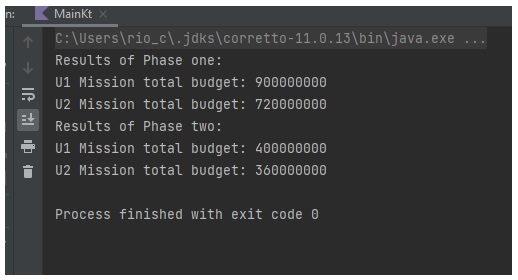 n:
MainKt
C:\Users\rio_c\.jdks\corretto-11.0.13\bin\java.exe ...
Results of Phase one:
U1 Mission total budget: 900000000
U2 Mission total budget: 720000000
Results of Phase two:
U1 Mission total budget: 400000000
U2 Mission total budget: 360000000
Process finished with exit code 0